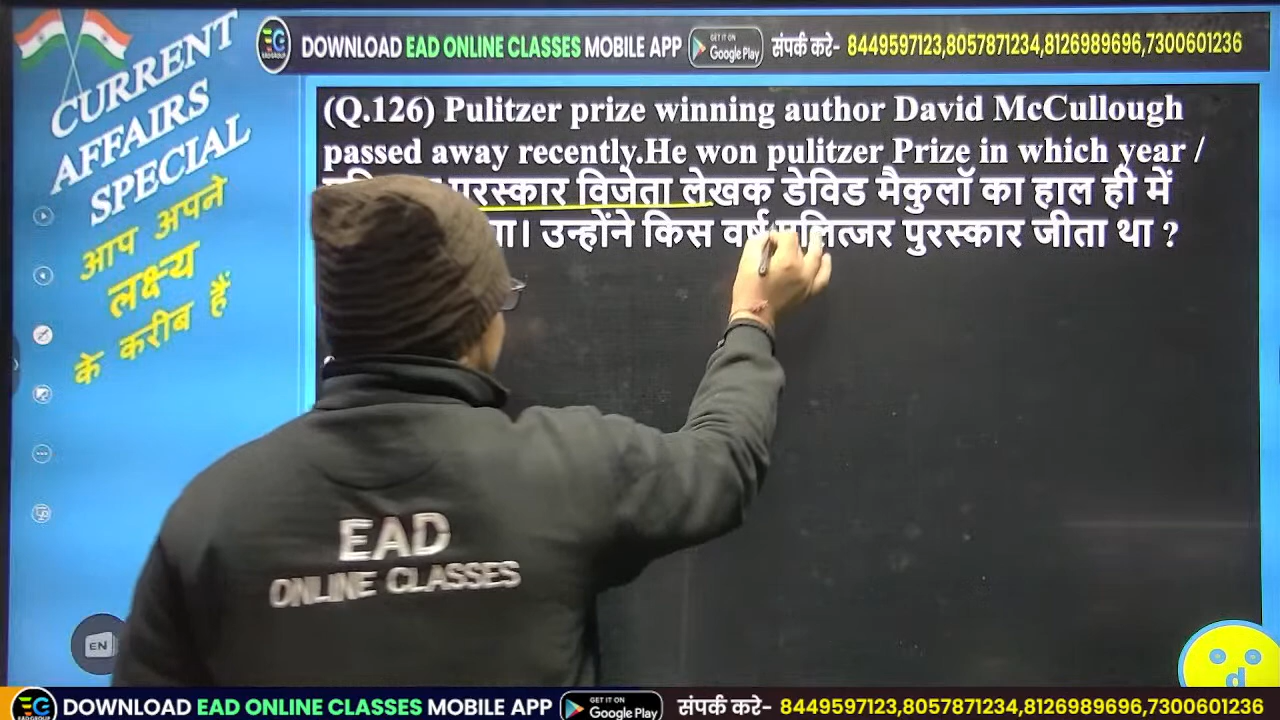 CURRENT
AFFAIRS
SPECIAL
आप अपने
लक्ष्य
के करीब हैं
DOWNLOAD EAD ONLINE CLASSES MOBILE APP GET IT ON Google Play संपर्क करे- 8449597123,8057871234,8126989696,7300601236
(Q.126) Pulitzer prize winning author David McCullough
passed away recently.He won pulitzer Prize in which year /
विजेता लेखक डेविड मैकुलॉ का हाल ही में
उन्होंने किस वर्ष पुलित्जर पुरस्कार जीता था ?
EAD
ONLINE CLASSES
EN
d
DOWNLOAD EAD ONLINE CLASSES MOBILE APP GET IT ON Google Play संपर्क करे- 8449597123,8057871234,8126989696,7300601236